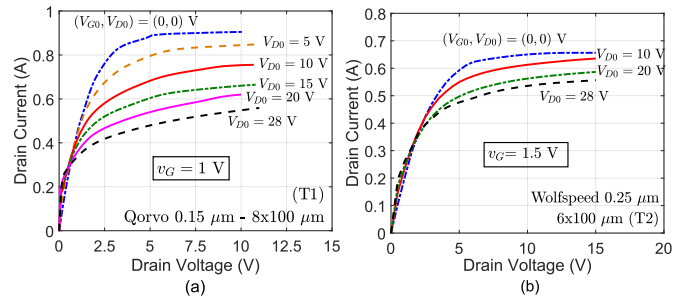 (V_{G0}, V_{D0}) = (0, 0) V
V_{D0} = 5 V
V_{D0} = 10 V
V_{D0} = 15 V
V_{D0} = 20 V
V_{D0} = 28 V
v_G = 1 V
(T1)
Qorvo 0.15 μm - 8x100 μm
Drain Current (A)
0
0.2
0.4
0.6
0.8
1
0
2.5
5
7.5
10
12.5
15
Drain Voltage (V)
(a)
(V_{G0}, V_{D0}) = (0, 0) V
V_{D0} = 10 V
V_{D0} = 20 V
V_{D0} = 28 V
v_G= 1.5 V
Wolfspeed 0.25 μm
6x100 μm (T2)
Drain Current (A)
0
0.1
0.2
0.3
0.4
0.5
0.6
0.7
0.8
0
5
10
15
20
Drain Voltage (V)
(b)